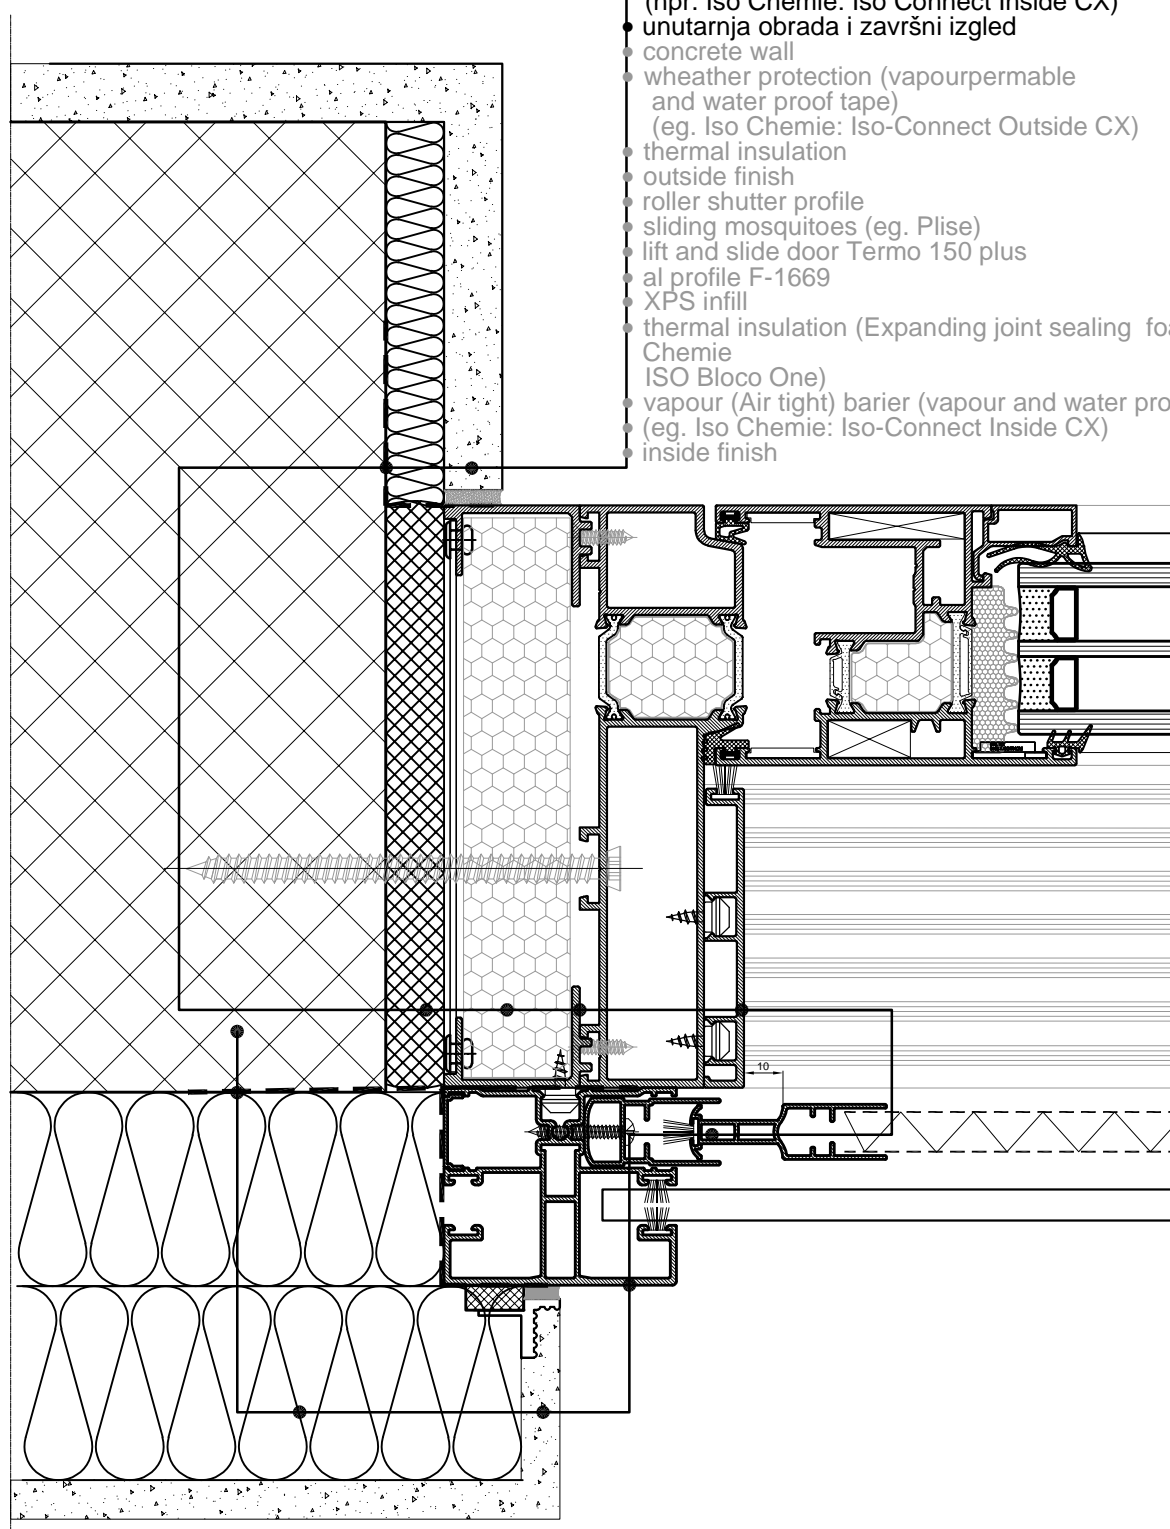 (npr. Iso Chemie: Iso Connect Inside CX)
unutarnja obrada i završni izgled
concrete wall
wheather protection (vapourpermable
and water proof tape)
(eg. Iso Chemie: Iso-Connect Outside CX)
thermal insulation
outside finish
roller shutter profile
sliding mosquitoes (eg. Plise)
lift and slide door Termo 150 plus
al profile F-1669
XPS infill
thermal insulation (Expanding joint sealing
Chemie
ISO Bloco One)
vapour (Air tight) barier (vapour and water
(eg. Iso Chemie: Iso-Connect Inside CX)
inside finish
10